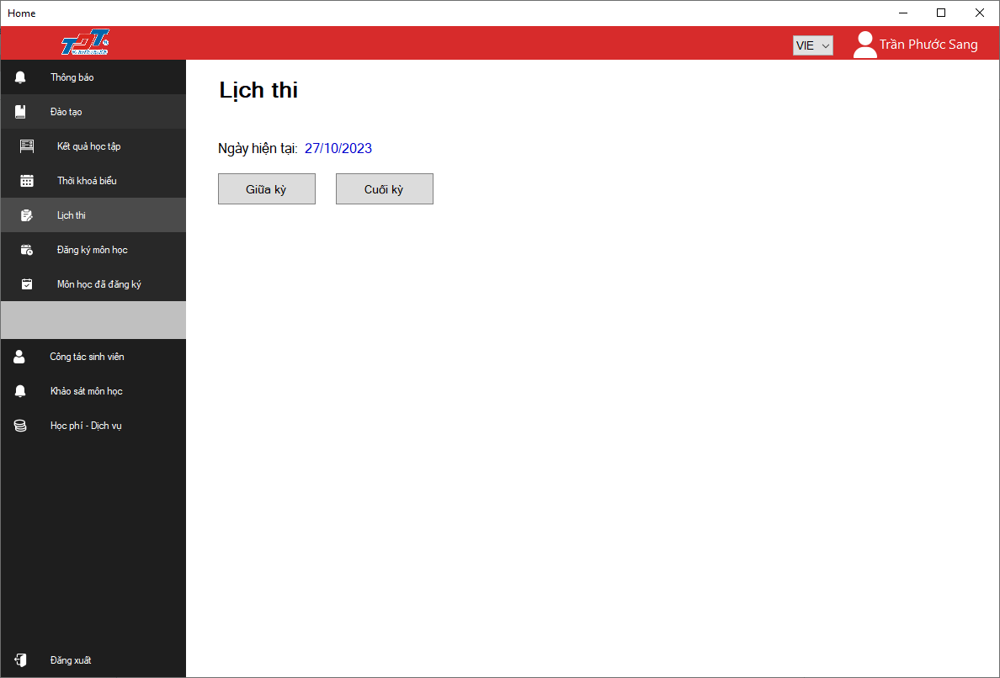 Home
TDT
VIE
Trần Phước Sang
Thông báo
Đào tạo
Kết quả học tập
Thời khoá biểu
Lịch thi
Đăng ký môn học
Môn học đã đăng ký
Công tác sinh viên
Khảo sát môn học
Học phí - Dịch vụ
Đăng xuất
Lịch thi
Ngày hiện tại: 27/10/2023
Giữa kỳ
Cuối kỳ